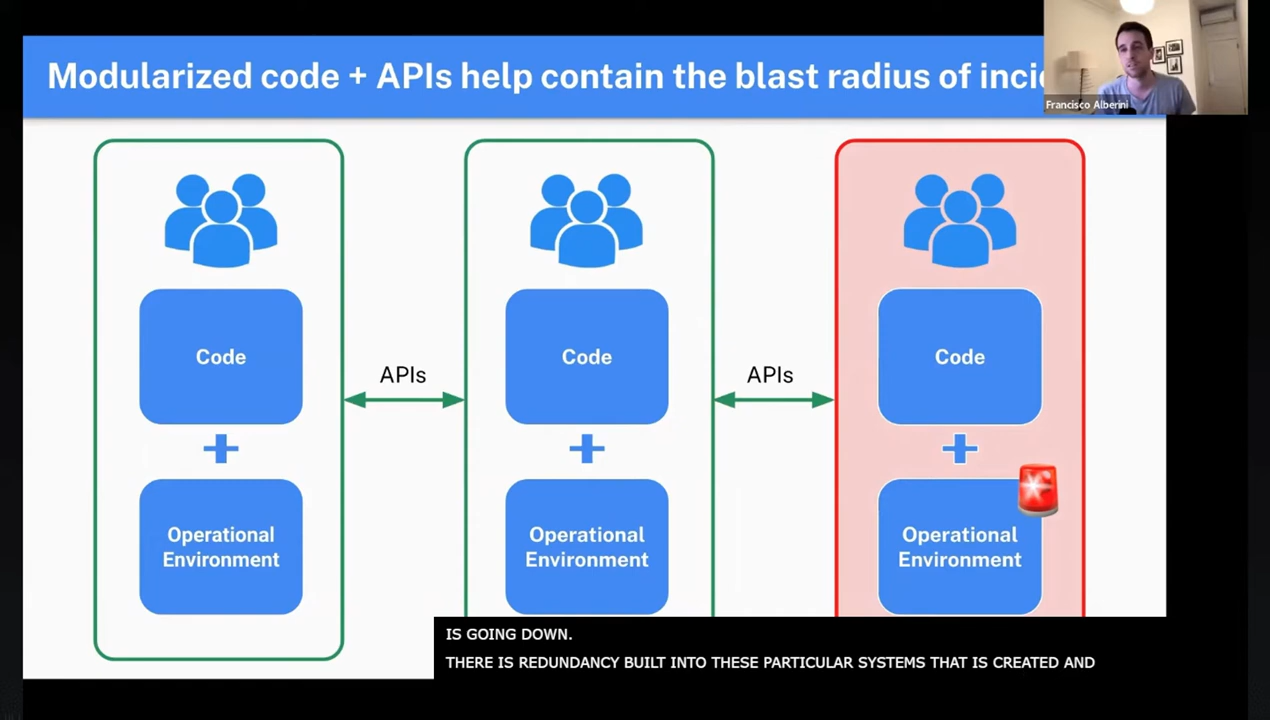 Modularized code + APIs help contain the blast radius of inci
Francisco Alberini
Code
APIs
Code
APIs
Code
Operational
Environment
Operational
Environment
Operational
Environment
IS GOING DOWN.
THERE IS REDUNDANCY BUILT INTO THESE PARTICULAR SYSTEMS THAT IS CREATED AND